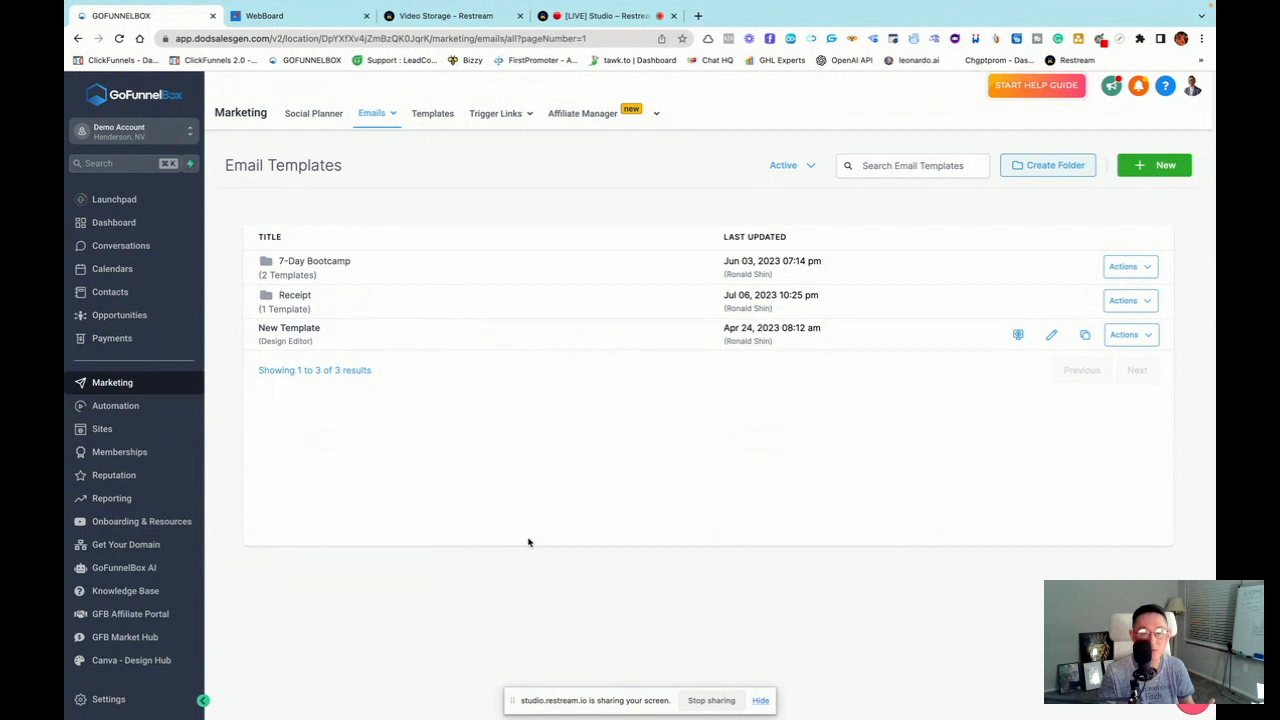 GOFUNNELBOX
WebBoard
Video Storage - Restream
[LIVE] Studio – Restrea
app.dodsalesgen.com/v2/location/DpYXfXv4jZmBzQK0JqrK/marketing/emails/all?pageNumber=1
ClickFunnels - Da...
ClickFunnels 2.0 -...
GOFUNNELBOX
Support : LeadCo...
Bizzy
FirstPromoter - A...
tawk.to | Dashboard
Chat HQ
GHL Experts
OpenAI API
leonardo.ai
Chgptprom - Das...
Restream
»
GOFUNNELBOX
Demo Account
Henderson, NV
Search
⌘K
Launchpad
Dashboard
Conversations
Calendars
Contacts
Opportunities
Payments
Marketing
Automation
Sites
Memberships
Reputation
Reporting
Onboarding & Resources
Get Your Domain
GoFunnelBox AI
Knowledge Base
GFB Affiliate Portal
GFB Market Hub
Canva - Design Hub
Settings
START HELP GUIDE
Marketing
Social Planner
Emails
Templates
Trigger Links
Affiliate Manager
new
Email Templates
Active
Search Email Templates
Create Folder
+ New
TITLE
LAST UPDATED
7-Day Bootcamp
(2 Templates)
Jun 03, 2023 07:14 pm
(Ronald Shin)
Actions
Receipt
(1 Template)
Jul 06, 2023 10:25 pm
(Ronald Shin)
Actions
New Template
(Design Editor)
Apr 24, 2023 08:12 am
(Ronald Shin)
Actions
Showing 1 to 3 of 3 results
Previous
Next
studio.restream.io is sharing your screen.
Stop sharing
Hide